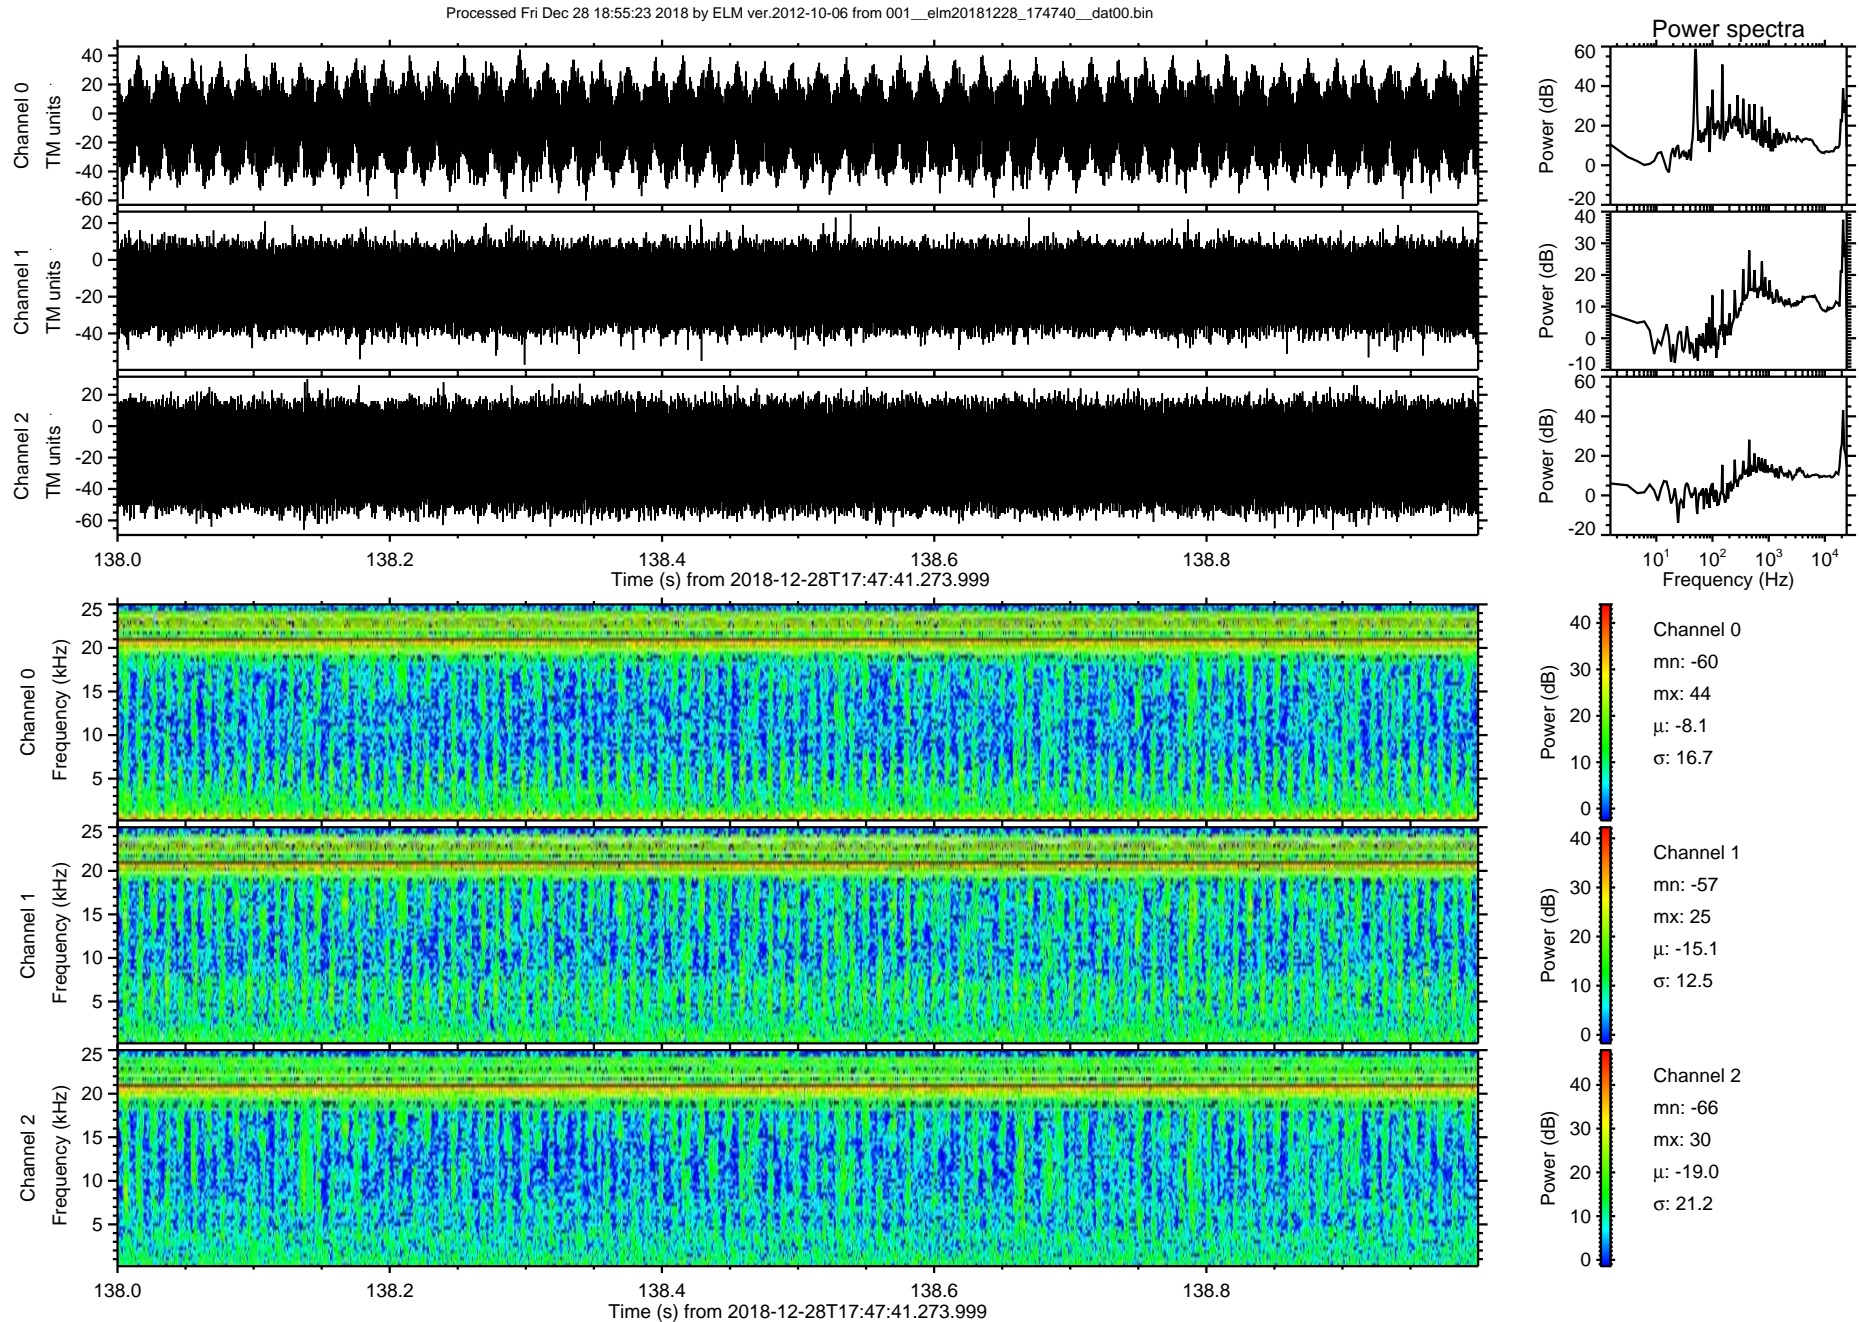 Processed Fri Dec 28 18:55:23 2018 by ELM ver.2012-10-06 from 001__elm20181228_174740__dat00.bin
Power spectra
Channel 0
TM units
40
20
0
-20
-40
-60
Power (dB)
60
40
20
0
-20
Channel 1
TM units
20
0
-20
-40
Power (dB)
40
30
20
10
0
-10
Channel 2
TM units
20
0
-20
-40
-60
Power (dB)
60
40
20
0
-20
138.0 138.2 138.4 138.6 138.8
Time (s) from 2018-12-28T17:47:41.273.999
10¹ 10² 10³ 10⁴
Frequency (Hz)
Channel 0
Frequency (kHz)
25
20
15
10
5
Power (dB)
40
30
20
10
0
Channel 0
mn: -60
mx: 44
μ: -8.1
σ: 16.7
Channel 1
Frequency (kHz)
25
20
15
10
5
Power (dB)
40
30
20
10
0
Channel 1
mn: -57
mx: 25
μ: -15.1
σ: 12.5
Channel 2
Frequency (kHz)
25
20
15
10
5
Power (dB)
40
30
20
10
0
Channel 2
mn: -66
mx: 30
μ: -19.0
σ: 21.2
138.0 138.2 138.4 138.6 138.8
Time (s) from 2018-12-28T17:47:41.273.999